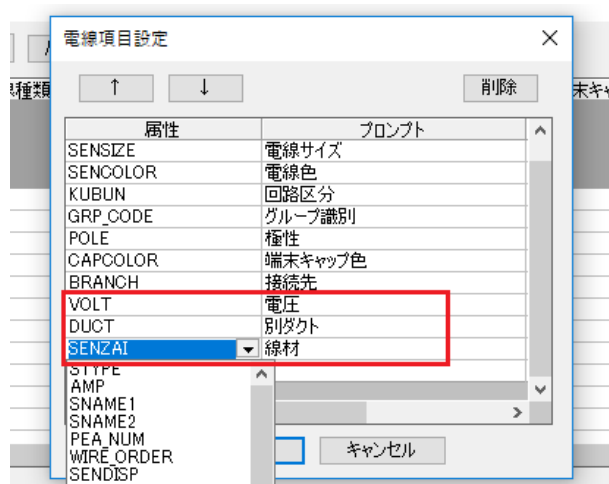 電線項目設定
線種類
末キャ
↑ ↓ 削除
属性 プロンプト
SENSIZE 電線サイズ
SENCOLOR 電線色
KUBUN 回路区分
GRP_CODE グループ識別
POLE 極性
CAPCOLOR 端末キャップ色
BRANCH 接続先
VOLT 電圧
DUCT 別ダクト
SENZAI 線材
STYPE
AMP
SNAME1
SNAME2
PEA_NUM
WIRE_ORDER
SENDISP
キャンセル